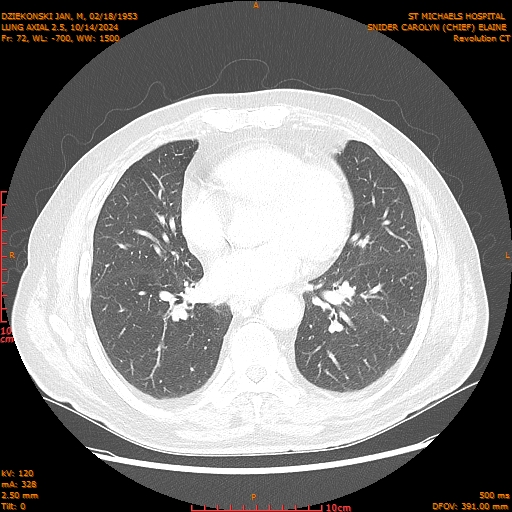 DZIEKONSKI JAN, M, 02/18/1953
LUNG AXIAL 2.5, 10/14/2024
Fr: 72, WL: -700, WW: 1500
ST MICHAELS HOSPITAL
SNIDER CAROLYN (CHIEF) ELAINE
Revolution CT
A
R
L
10
cm
kV: 120
mA: 328
2.50 mm
Tilt: 0
P
10cm
500 ms
DFOV: 391.00 mm